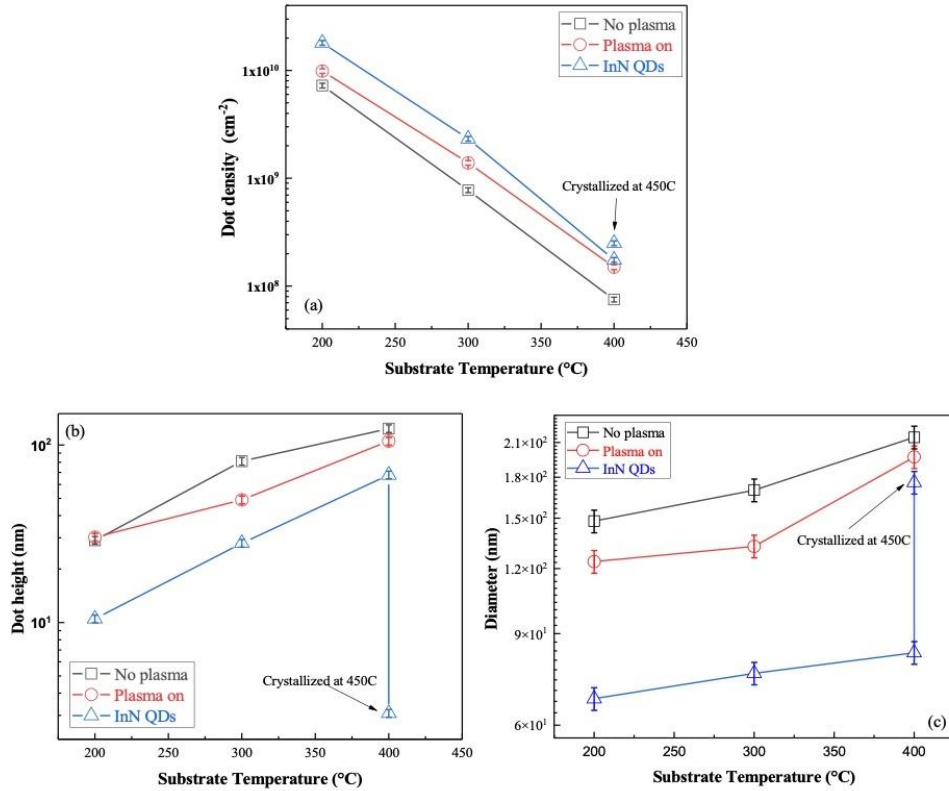 No plasma
Plasma on
InN QDs
1x10¹⁰
1x10⁹
1x10⁸
Dot density (cm⁻²)
Crystallized at 450C
(a)
200 250 300 350 400 450
Substrate Temperature (°C)
(b)
10²
10¹
Dot height (nm)
No plasma
Plasma on
InN QDs
Crystallized at 450C
200 250 300 350 400 450
Substrate Temperature (°C)
No plasma
Plasma on
InN QDs
2.1×10²
1.8×10²
1.5×10²
1.2×10²
9×10¹
6×10¹
Diameter (nm)
Crystallized at 450C
(c)
200 250 300 350 400
Substrate Temperature (°C)